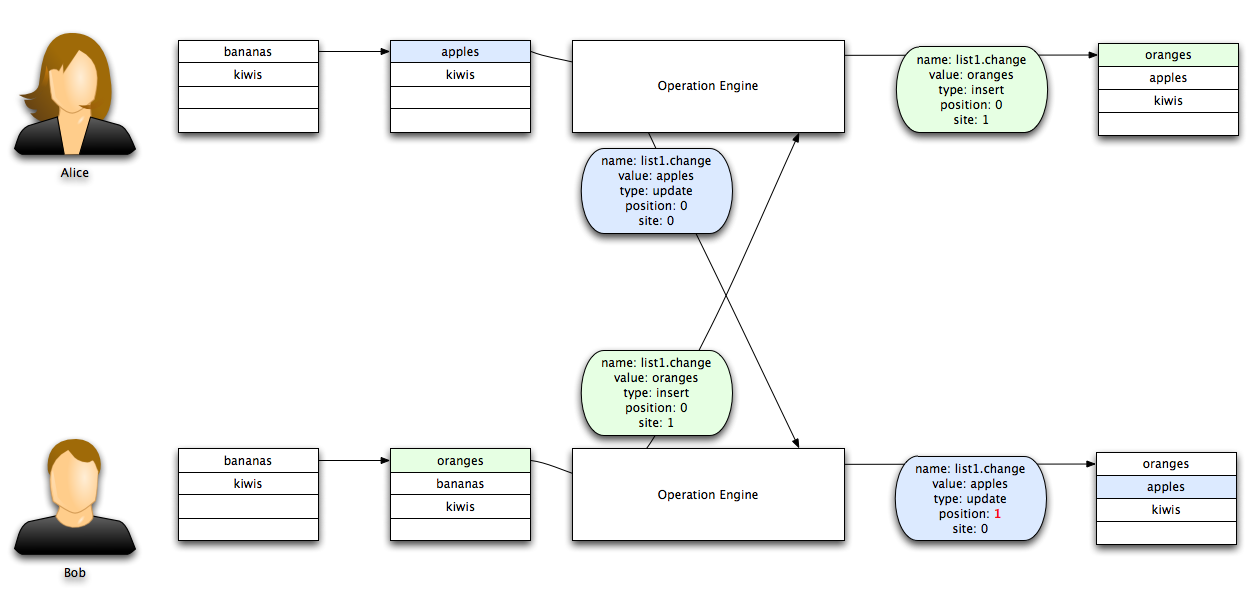 bananas
kiwis
apples
kiwis
Operation Engine
name: list1.change
value: oranges
type: insert
position: 0
site: 1
oranges
apples
kiwis
Alice
name: list1.change
value: apples
type: update
position: 0
site: 0
name: list1.change
value: oranges
type: insert
position: 0
site: 1
bananas
kiwis
oranges
bananas
kiwis
Operation Engine
name: list1.change
value: apples
type: update
position: 1
site: 0
oranges
apples
kiwis
Bob